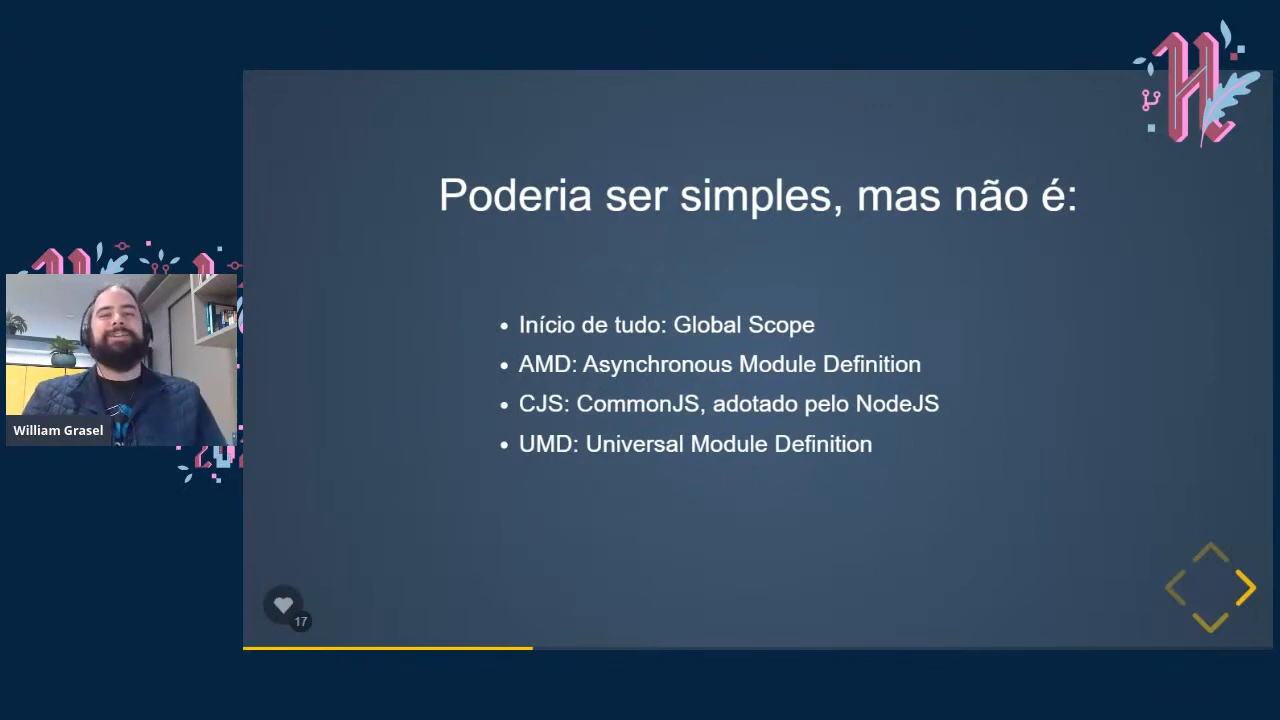 Poderia ser simples, mas não é:
Início de tudo: Global Scope
AMD: Asynchronous Module Definition
CJS: CommonJS, adotado pelo NodeJS
UMD: Universal Module Definition
William Grasel
17